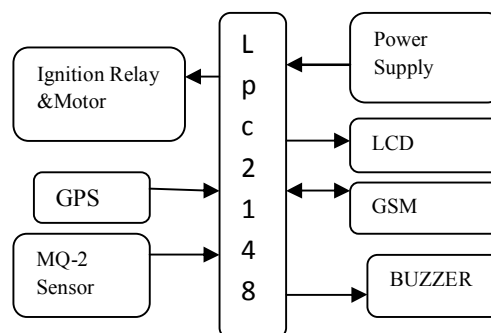 Ignition Relay
&Motor
GPS
MQ-2
Sensor
L
p
c
2
1
4
8
Power
Supply
LCD
GSM
BUZZER